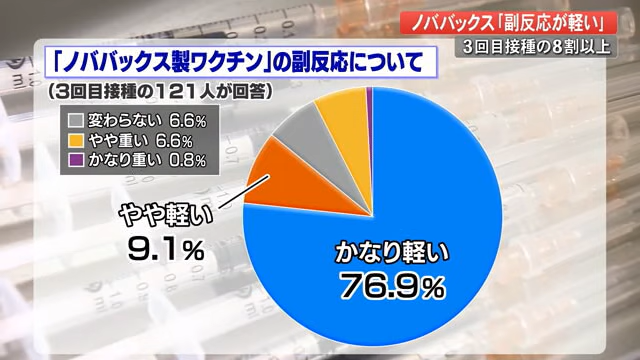 ノババックス「副反応が軽い」
3回目接種の8割以上
「ノババックス製ワクチン」の副反応について
(3回目接種の121人が回答)
変わらない 6.6%
やや重い 6.6%
かなり重い 0.8%
やや軽い
9.1%
かなり軽い
76.9%